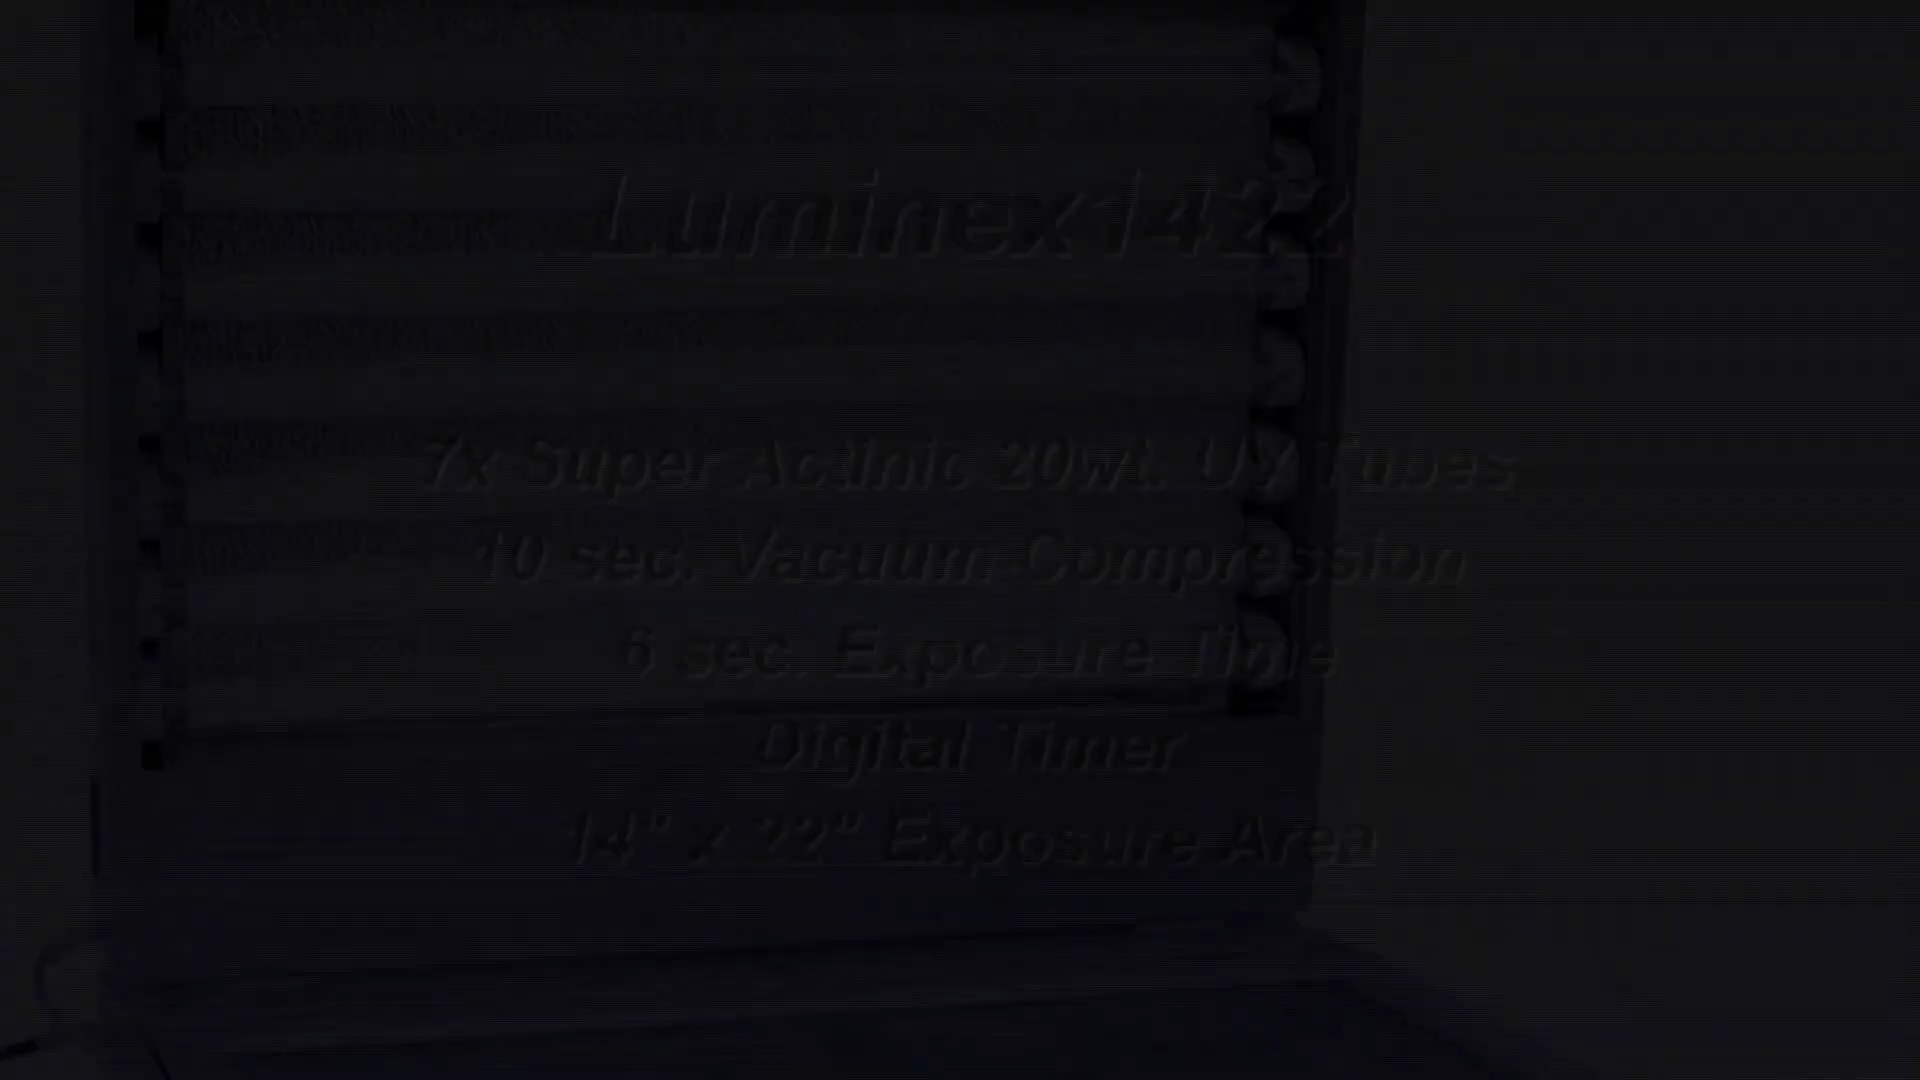 Luminex1422
7x Super Actinic 20wt. UV Tubes
10 sec. Vacuum Compression
6 sec. Exposure Time
Digital Timer
14" x 22" Exposure Area